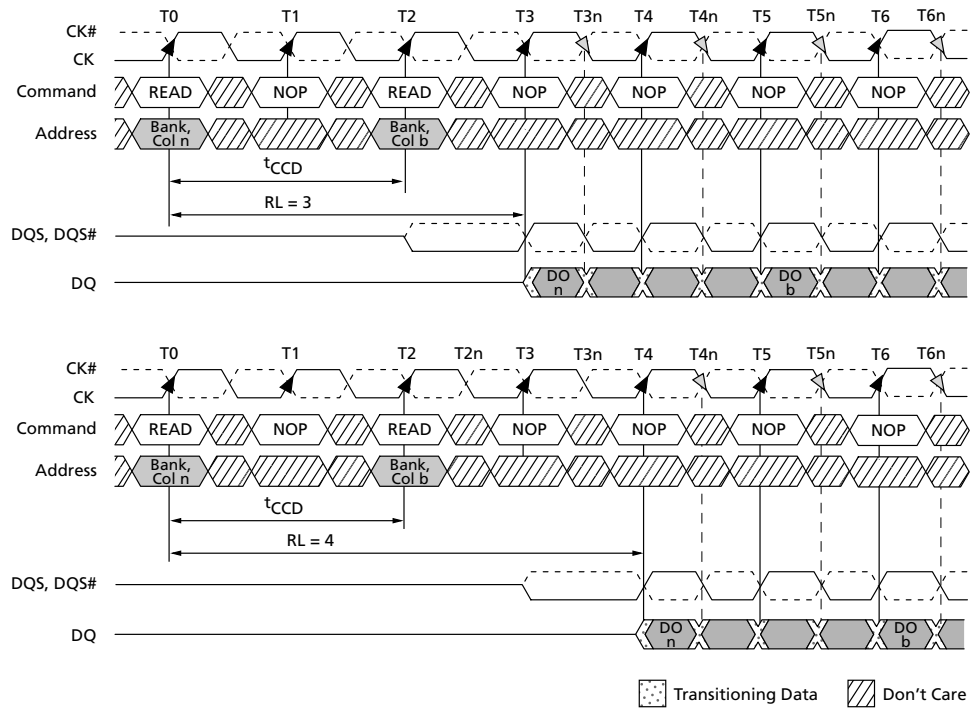 T0 T1 T2 T3 T3n T4 T4n T5 T5n T6 T6n
CK#
CK
Command READ NOP READ NOP NOP NOP NOP
Address Bank, Col n Bank, Col b
tCCD
RL = 3
DQS, DQS#
DQ DO n DO b
T0 T1 T2 T2n T3 T3n T4 T4n T5 T5n T6 T6n
CK#
CK
Command READ NOP READ NOP NOP NOP NOP
Address Bank, Col n Bank, Col b
tCCD
RL = 4
DQS, DQS#
DQ DO n DO b
Transitioning Data Don't Care